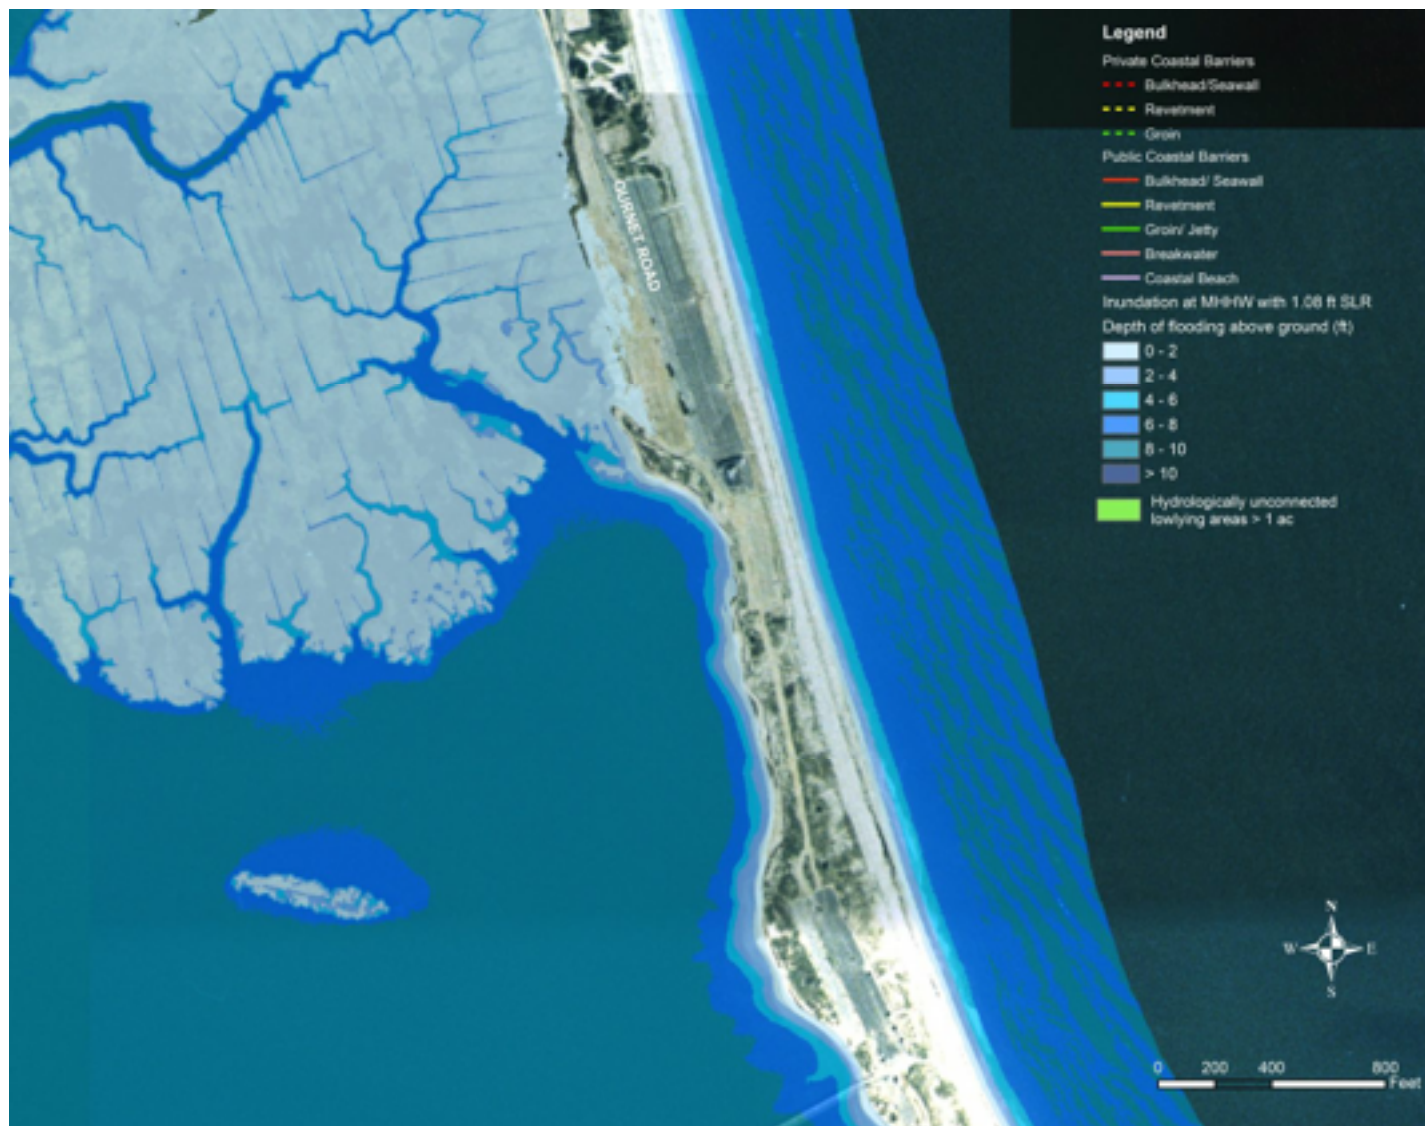 Legend
Private Coastal Barriers
Bulkhead/Seawall
Revetment
Groin
Public Coastal Barriers
Bulkhead/ Seawall
Revetment
Groin/ Jetty
Breakwater
Coastal Beach
Inundation at MHHW with 1.08 ft SLR
Depth of flooding above ground (ft)
0 - 2
2 - 4
4 - 6
6 - 8
8 - 10
> 10
Hydrologically unconnected
lowlying areas > 1 ac
GURNET ROAD
N
W E
S
0 200 400 800
Feet